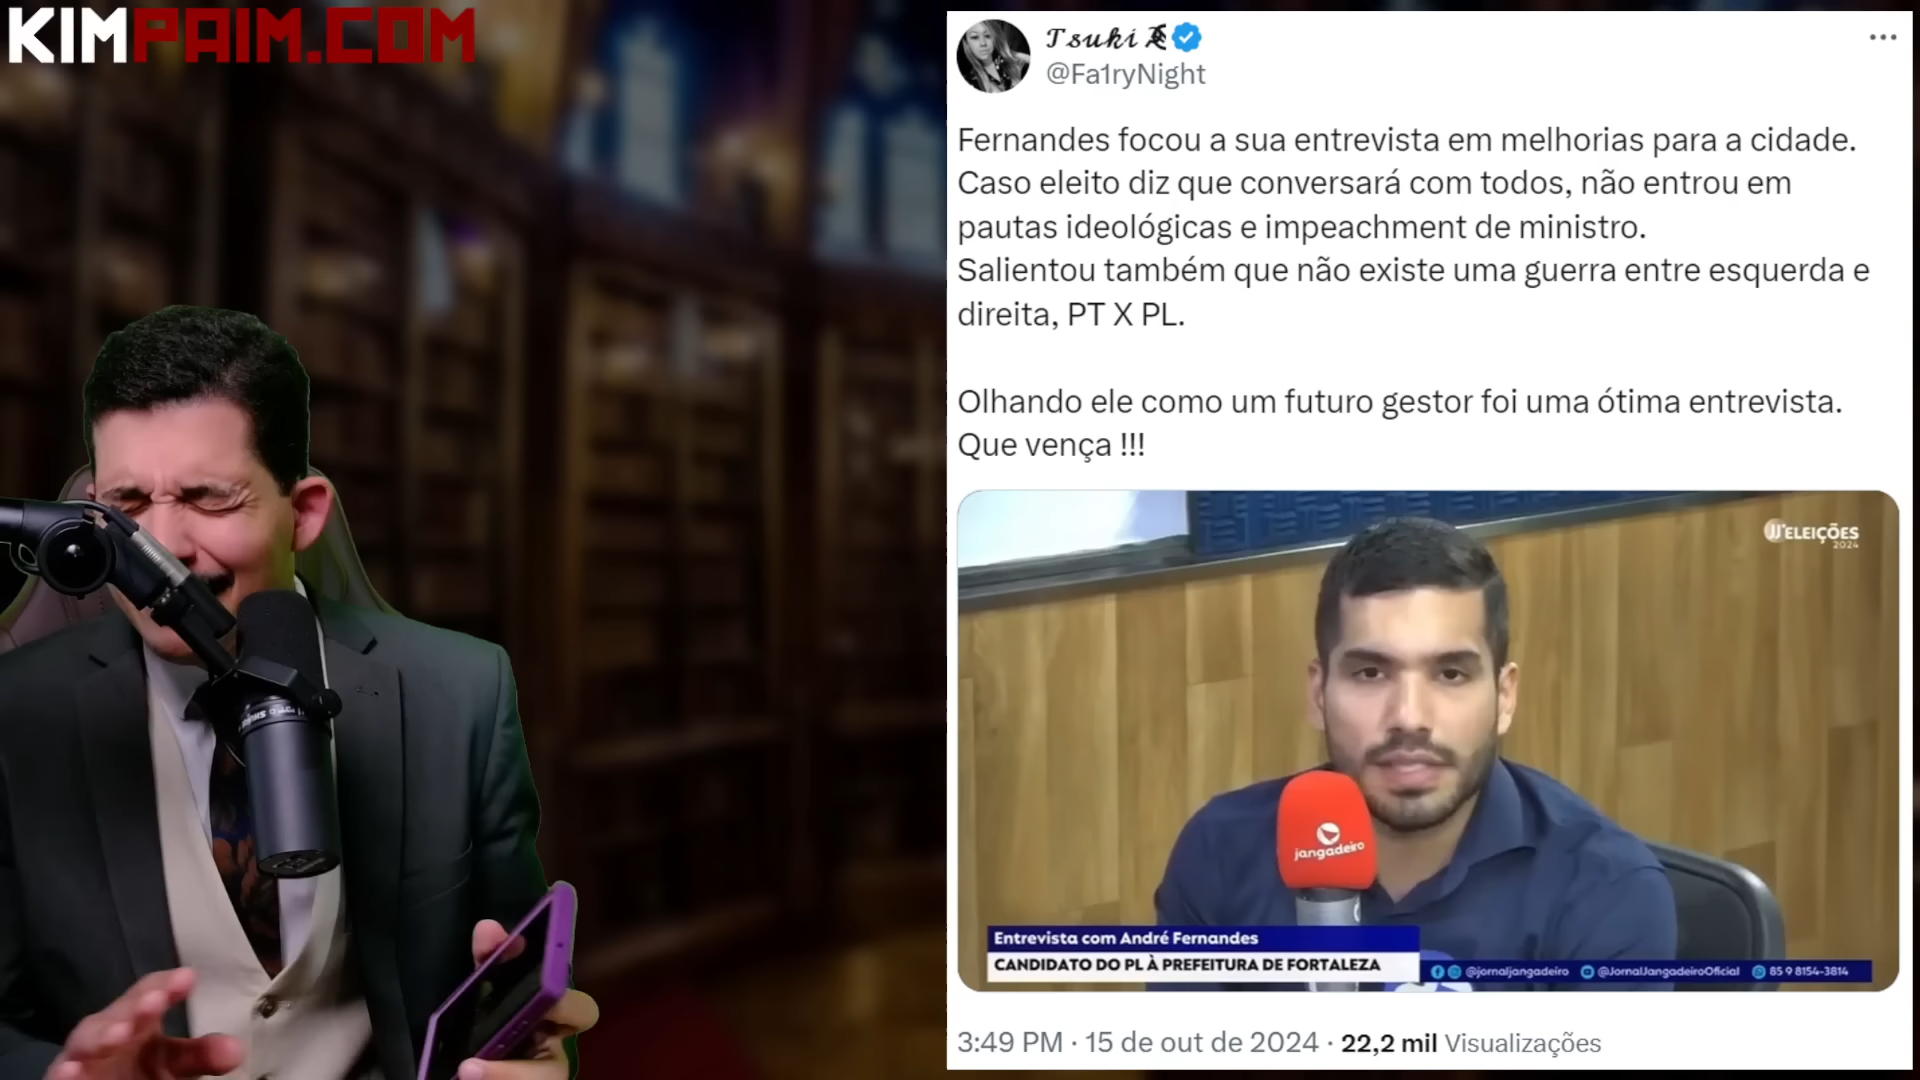 KIMPAIM.COM
Tsuki
@Fa1ryNight
Fernandes focou a sua entrevista em melhorias para a cidade.
Caso eleito diz que conversará com todos, não entrou em
pautas ideológicas e impeachment de ministro.
Salientou também que não existe uma guerra entre esquerda e
direita, PT X PL.
Olhando ele como um futuro gestor foi uma ótima entrevista.
Que vença !!!
ELEIÇÕES
2024
jangadeiro
Entrevista com André Fernandes
CANDIDATO DO PL À PREFEITURA DE FORTALEZA
@jornaljangadeiro @JornalJangadeiroOficial 85 9 8154-3814
3:49 PM · 15 de out de 2024 · 22,2 mil Visualizações